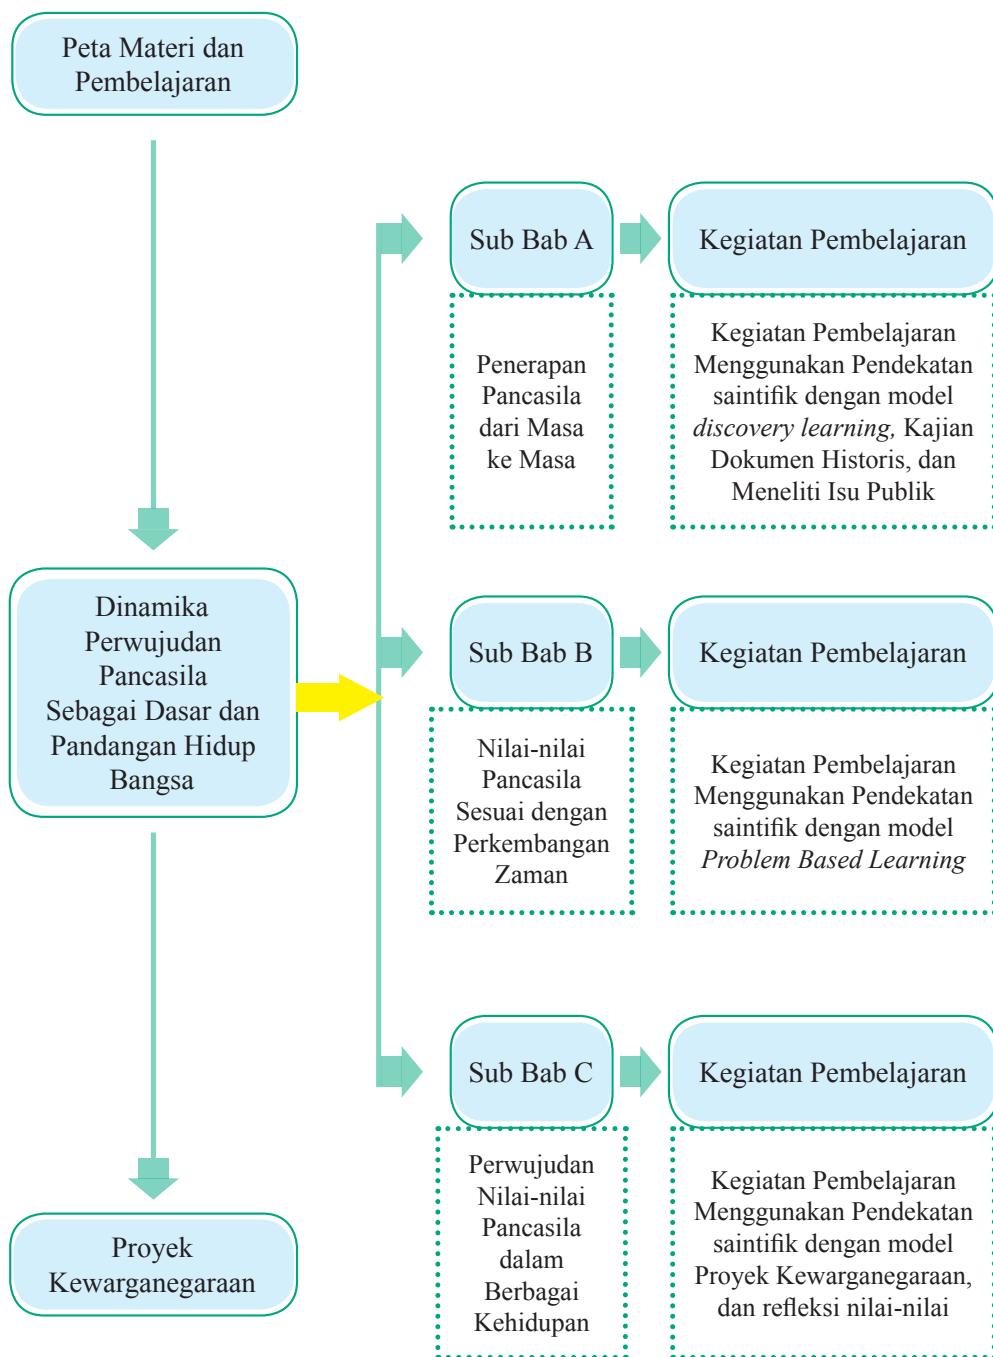 Peta Materi dan
Pembelajaran
Sub Bab A
Kegiatan Pembelajaran
Penerapan
Pancasila
dari Masa
ke Masa
Kegiatan Pembelajaran
Menggunakan Pendekatan
saintifik dengan model
discovery learning, Kajian
Dokumen Historis, dan
Meneliti Isu Publik
Dinamika
Perwujudan
Pancasila
Sebagai Dasar dan
Pandangan Hidup
Bangsa
Sub Bab B
Kegiatan Pembelajaran
Nilai-nilai
Pancasila
Sesuai dengan
Perkembangan
Zaman
Kegiatan Pembelajaran
Menggunakan Pendekatan
saintifik dengan model
Problem Based Learning
Sub Bab C
Kegiatan Pembelajaran
Perwujudan
Nilai-nilai
Pancasila
dalam
Berbagai
Kehidupan
Kegiatan Pembelajaran
Menggunakan Pendekatan
saintifik dengan model
Proyek Kewarganegaraan,
dan refleksi nilai-nilai
Proyek
Kewarganegaraan